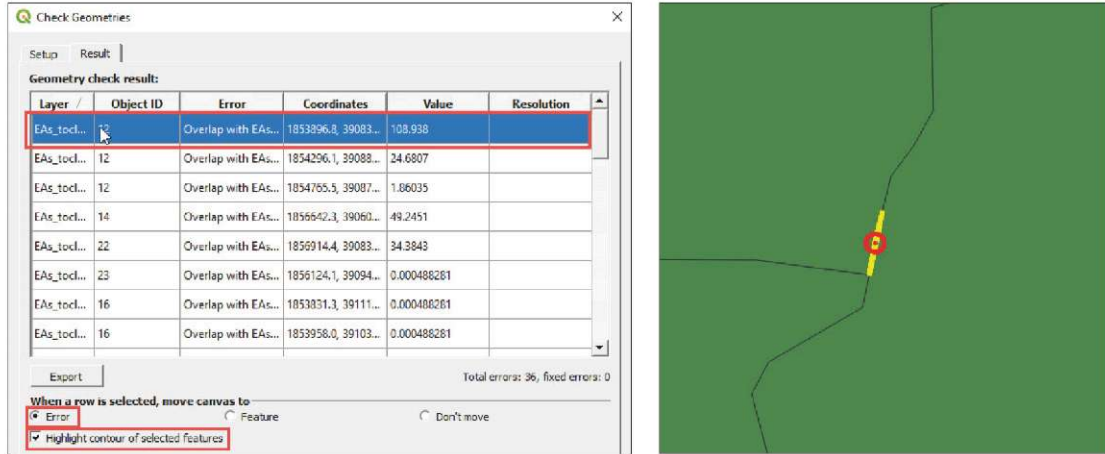 Check Geometries
Setup Result
Geometry check result:
Layer / Object ID Error Coordinates Value Resolution
EAs_tocl... 12 Overlap with EAs... 1853896.8, 39083... 108.938
EAs_tocl... 12 Overlap with EAs... 1854296.1, 39088... 24.6807
EAs_tocl... 12 Overlap with EAs... 1854765.5, 39087... 1.86035
EAs_tocl... 14 Overlap with EAs... 1856642.3, 39060... 49.2451
EAs_tocl... 22 Overlap with EAs... 1856914.4, 39083... 34.3843
EAs_tocl... 23 Overlap with EAs... 1856124.1, 39094... 0.000488281
EAs_tocl... 16 Overlap with EAs... 1853831.3, 39111... 0.000488281
EAs_tocl... 16 Overlap with EAs... 1853958.0, 39103... 0.000488281
Export Total errors: 36, fixed errors: 0
When a row is selected, move canvas to
Error Feature Don't move
Highlight contour of selected features